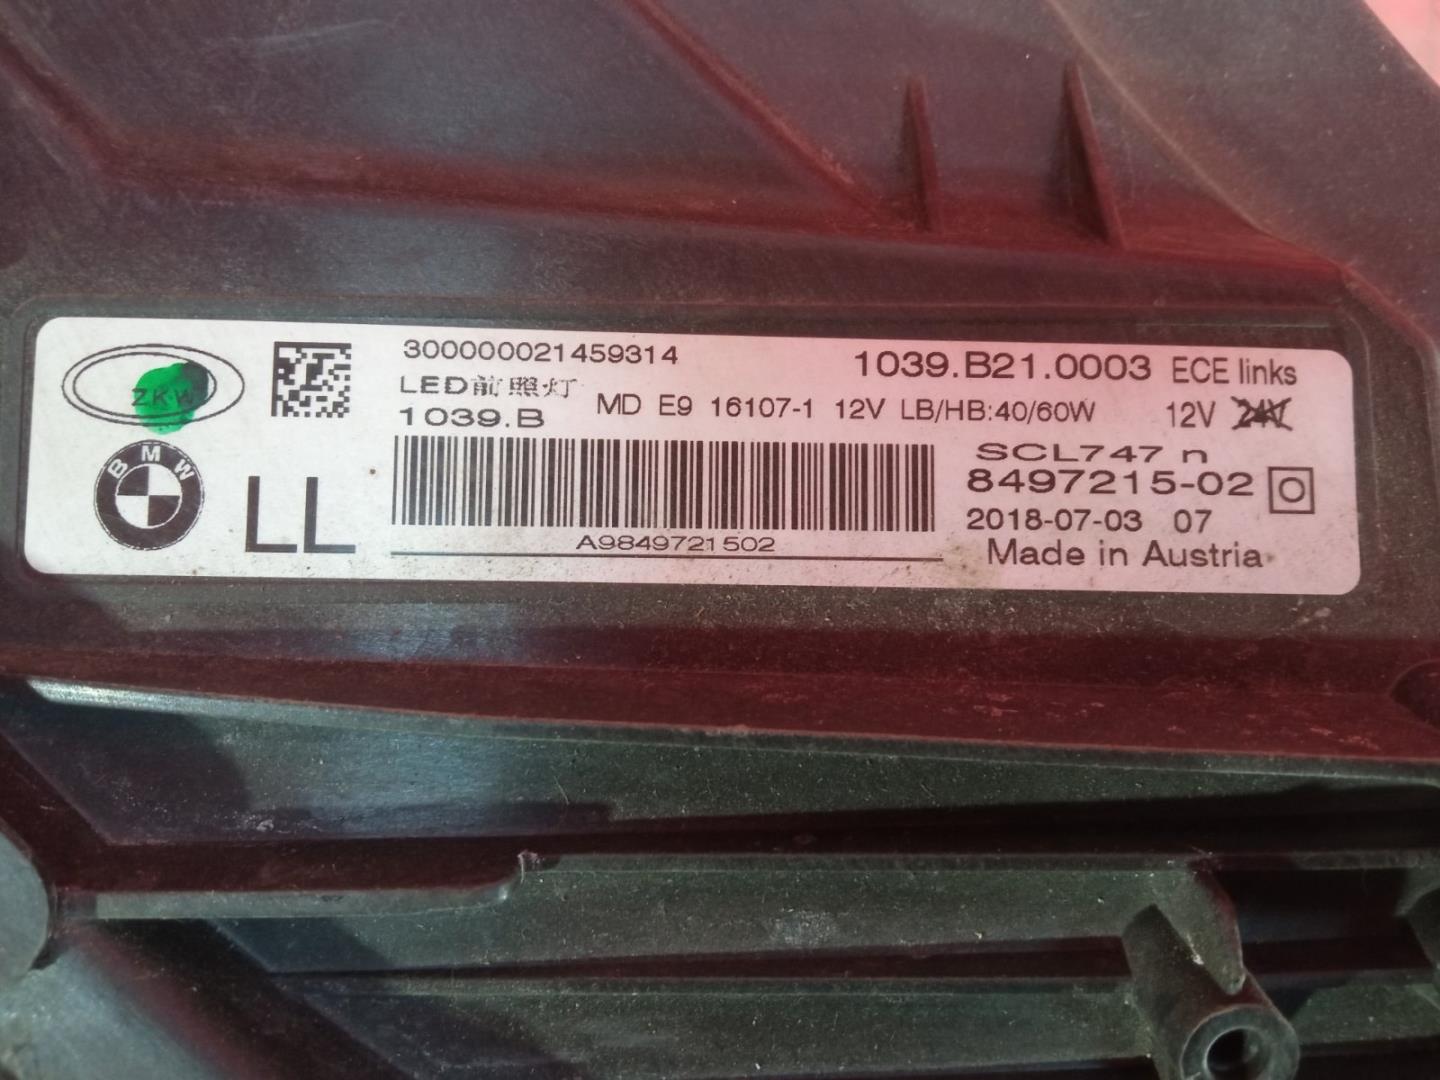 ZKW
BMW
LL
300000021459314
LED前照灯
1039.B
MD E9 16107-1 12V LB/HB:40/60W
A9849721502
1039.B21.0003 ECE links
12V 24V
SCL747 n
8497215-02
2018-07-03 07
Made in Austria